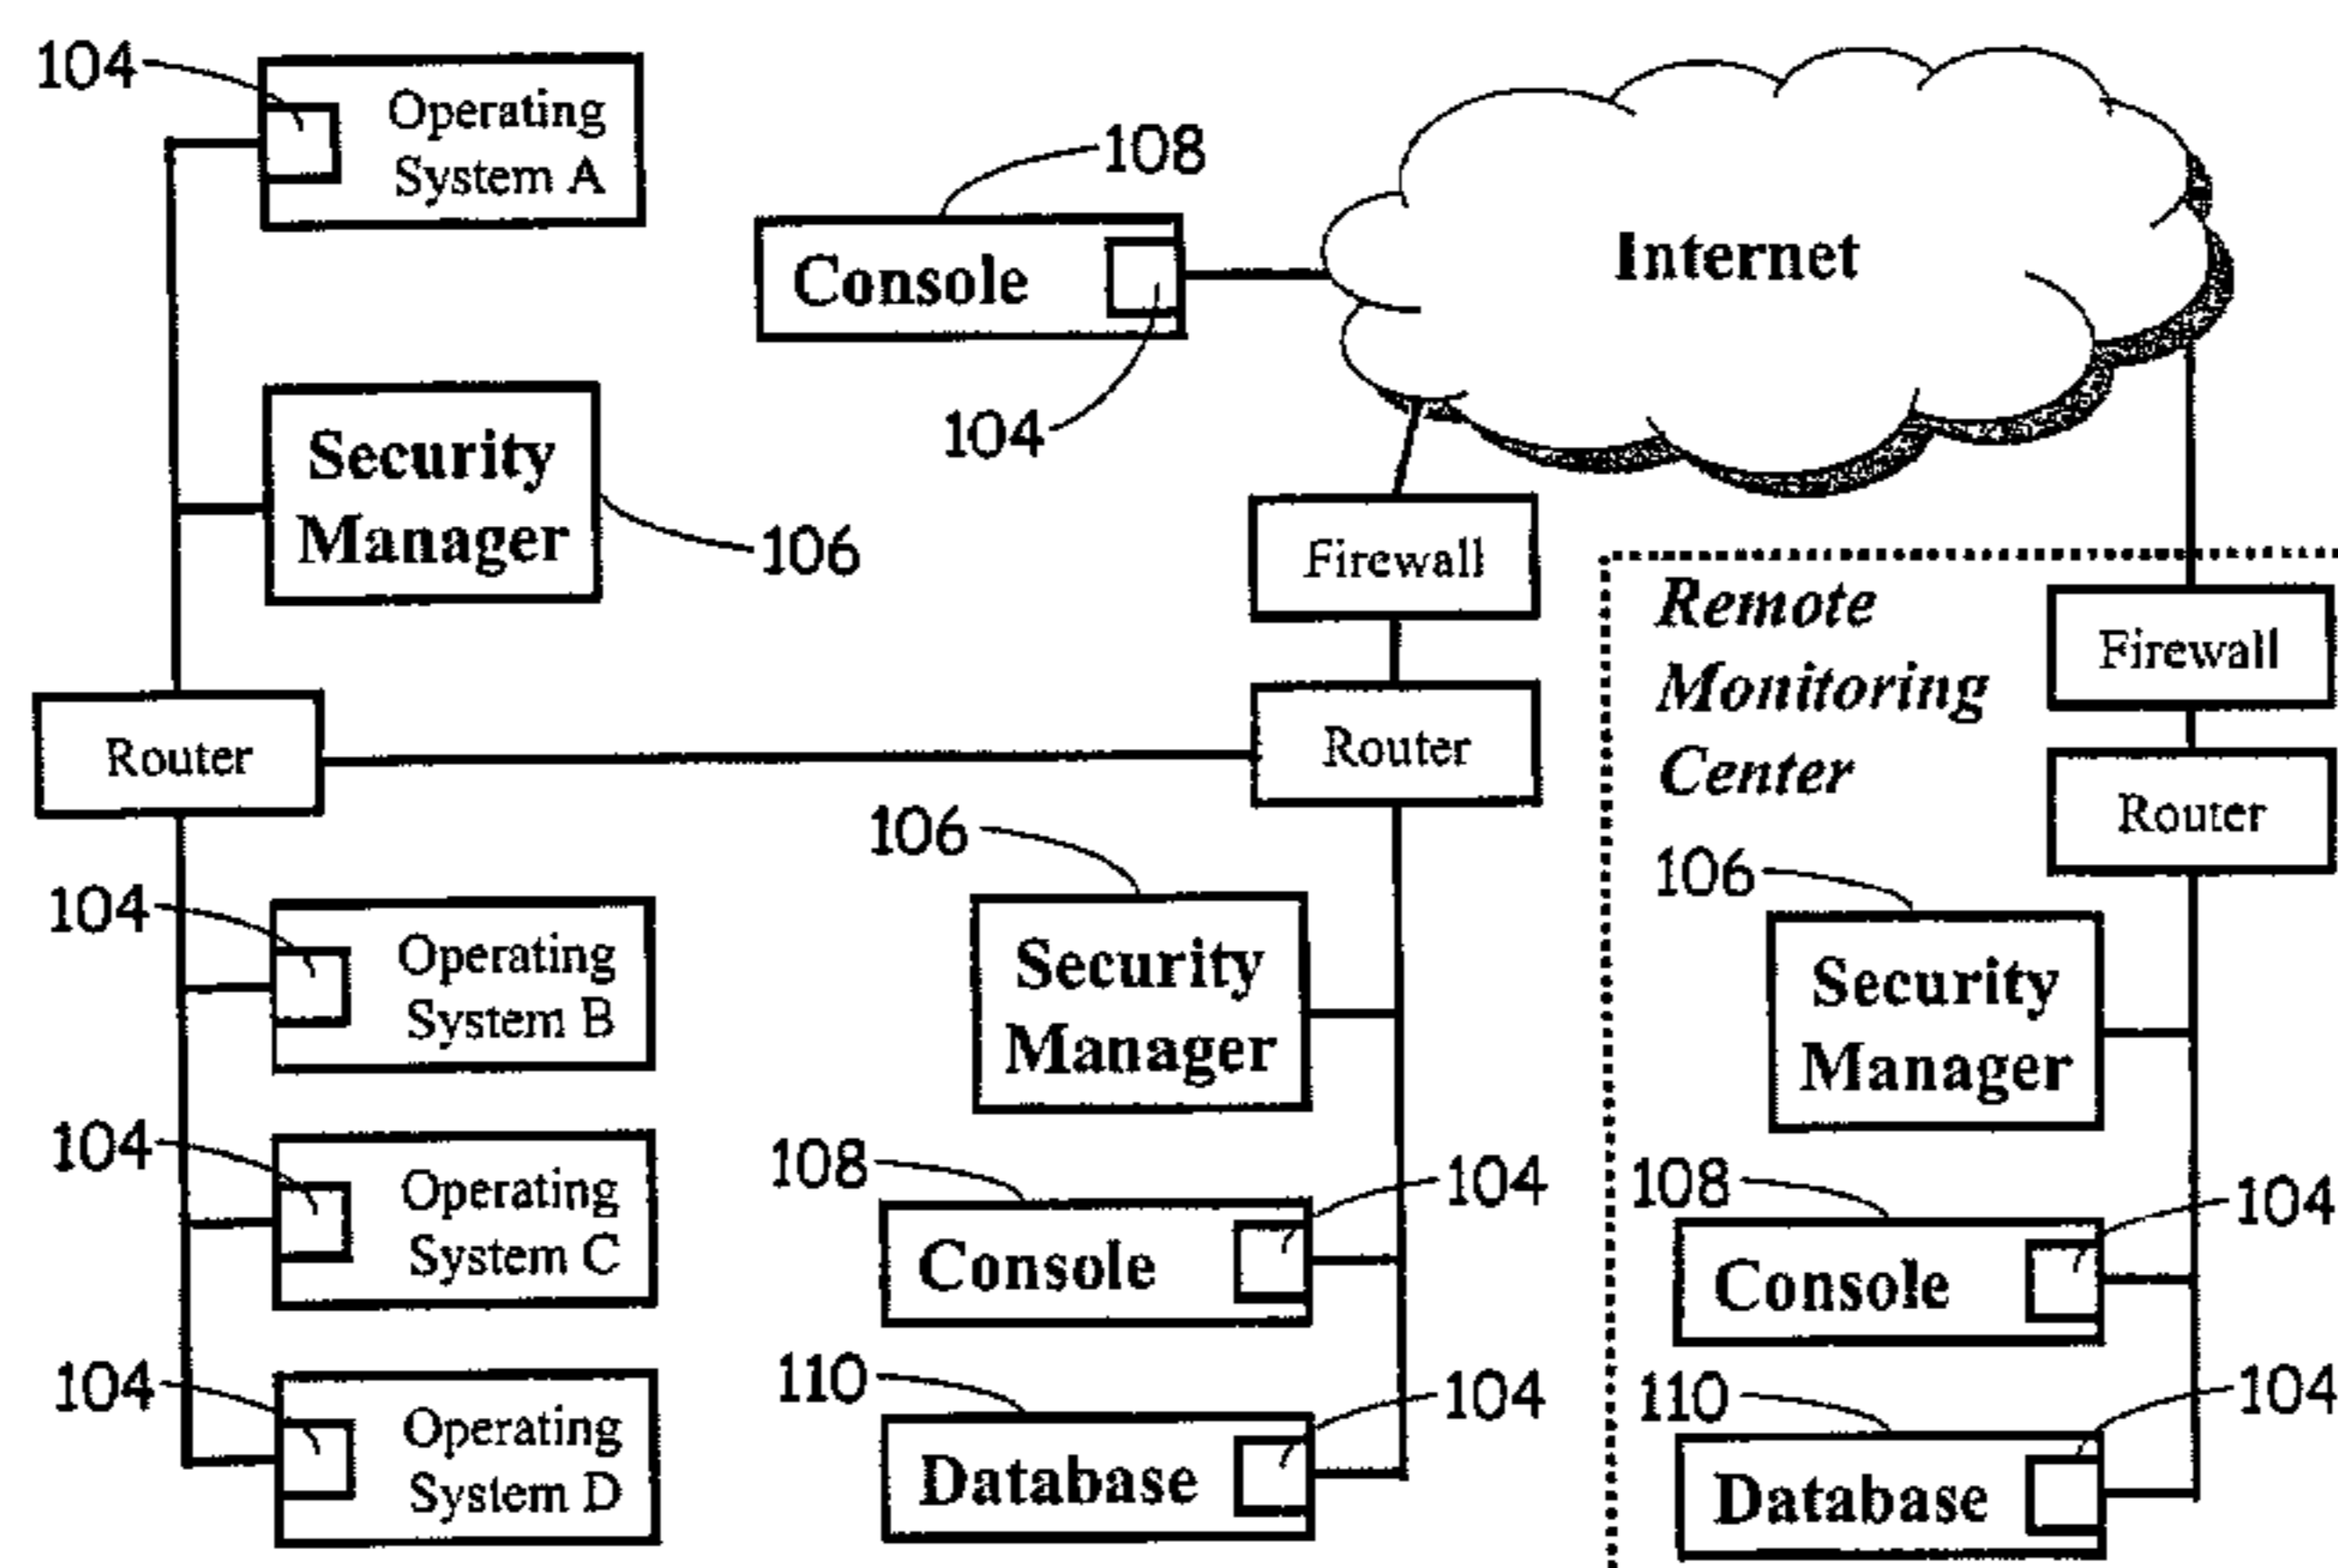 104
Operating
System A
108
Console
104
Internet
Security
Manager
106
Firewall
Remote
Monitoring
Center
Firewall
Router
Router
Router
106
Security
Manager
106
Security
Manager
104
Operating
System B
104
Operating
System C
104
Operating
System D
108
Console
104
110
Database
104
108
Console
104
110
Database
104